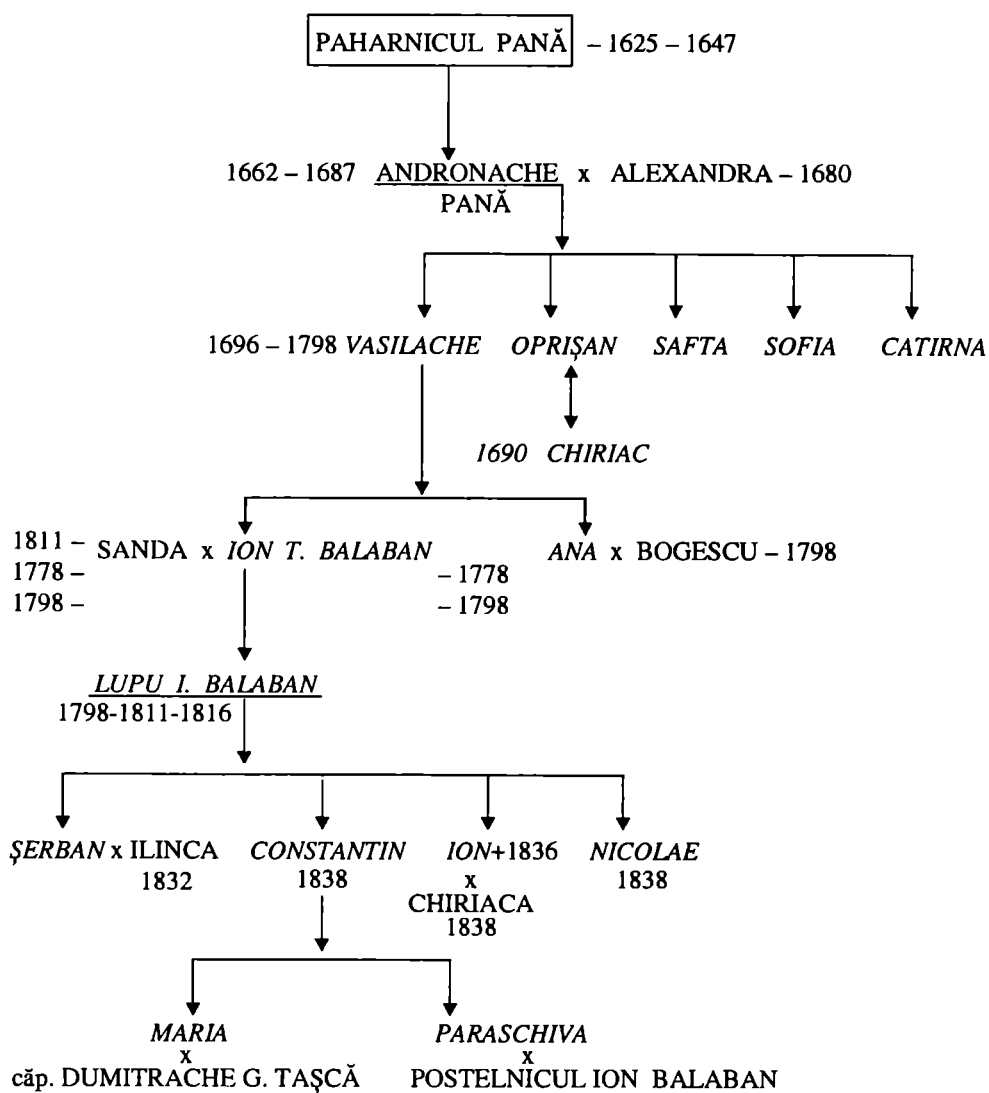 PAHARNICUL PANĂ – 1625 – 1647
1662 – 1687 ANDRONACHE x ALEXANDRA – 1680
PANĂ
1696 – 1798 VASILACHE OPRIȘAN SAFTA SOFIA CATIRNA
1690 CHIRIAC
1811 – SANDA x ION T. BALABAN ANA x BOGESCU – 1798
1778 – – 1778
1798 – – 1798
LUPU I. BALABAN
1798-1811-1816
ȘERBAN x ILINCA CONSTANTIN ION+1836 NICOLAE
1832 1838 x 1838
CHIRIACA
1838
MARIA PARASCHIVA
x x
căp. DUMITRACHE G. TAȘCĂ POSTELNICUL ION BALABAN